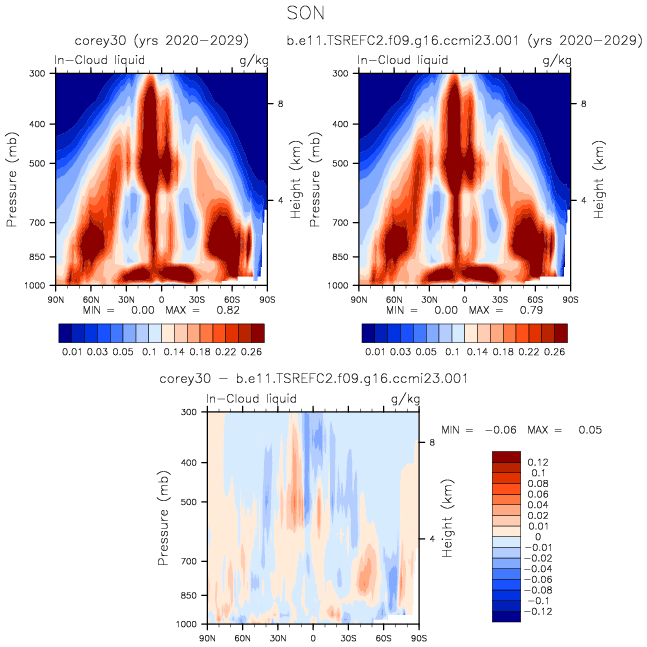 SON
corey30 (yrs 2020-2029)
b.e11.TSREFC2.f09.g16.ccmi23.001 (yrs 2020-2029)
In-Cloud liquid g/kg
In-Cloud liquid g/kg
300
400
500
700
850
1000
Pressure (mb)
8
4
Height (km)
90N 60N 30N 0 30S 60S 90S
MIN = 0.00 MAX = 0.82
0.01 0.03 0.05 0.1 0.14 0.18 0.22 0.26
300
400
500
700
850
1000
Pressure (mb)
8
4
Height (km)
90N 60N 30N 0 30S 60S 90S
MIN = 0.00 MAX = 0.79
0.01 0.03 0.05 0.1 0.14 0.18 0.22 0.26
corey30 - b.e11.TSREFC2.f09.g16.ccmi23.001
In-Cloud liquid g/kg
300
400
500
700
850
1000
Pressure (mb)
8
4
Height (km)
90N 60N 30N 0 30S 60S 90S
MIN = -0.06 MAX = 0.05
0.12
0.1
0.08
0.06
0.04
0.02
0.01
0
-0.01
-0.02
-0.04
-0.06
-0.08
-0.1
-0.12